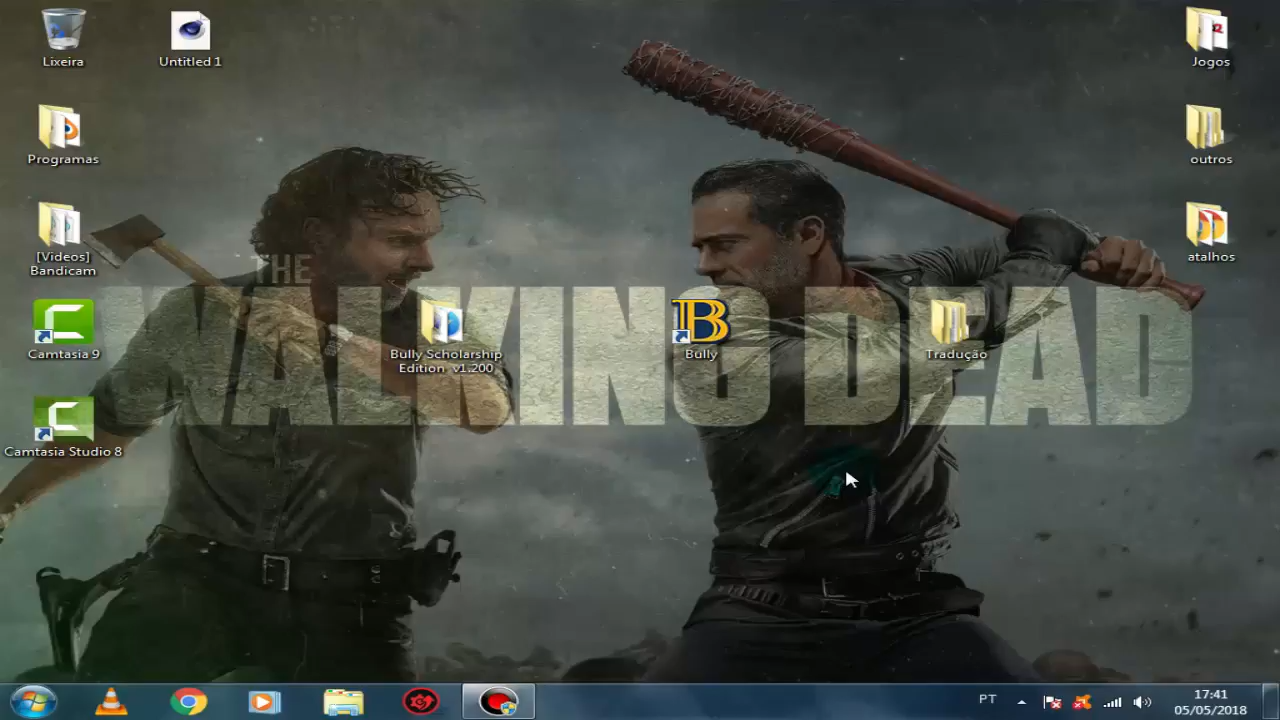 Lixeira
Untitled 1
Jogos
Programas
outros
[Videos]
Bandicam
atalhos
THE
WALKING DEAD
Camtasia 9
Bully Scholarship
Edition v1.200
B
Bully
Tradução
Camtasia Studio 8
PT
17:41
05/05/2018